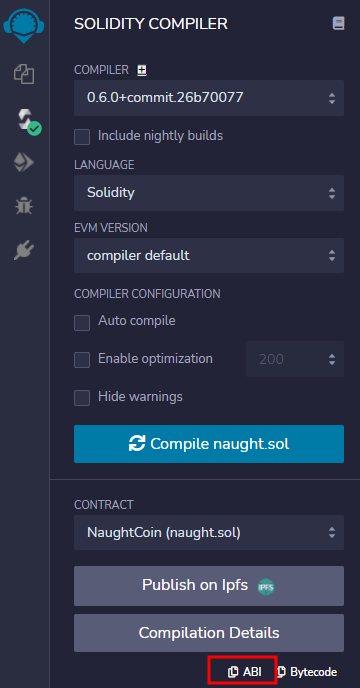 SOLIDITY COMPILER
COMPILER
0.6.0+commit.26b70077
Include nightly builds
LANGUAGE
Solidity
EVM VERSION
compiler default
COMPILER CONFIGURATION
Auto compile
Enable optimization 200
Hide warnings
Compile naught.sol
CONTRACT
NaughtCoin (naught.sol)
Publish on Ipfs IPFS
Compilation Details
ABI Bytecode